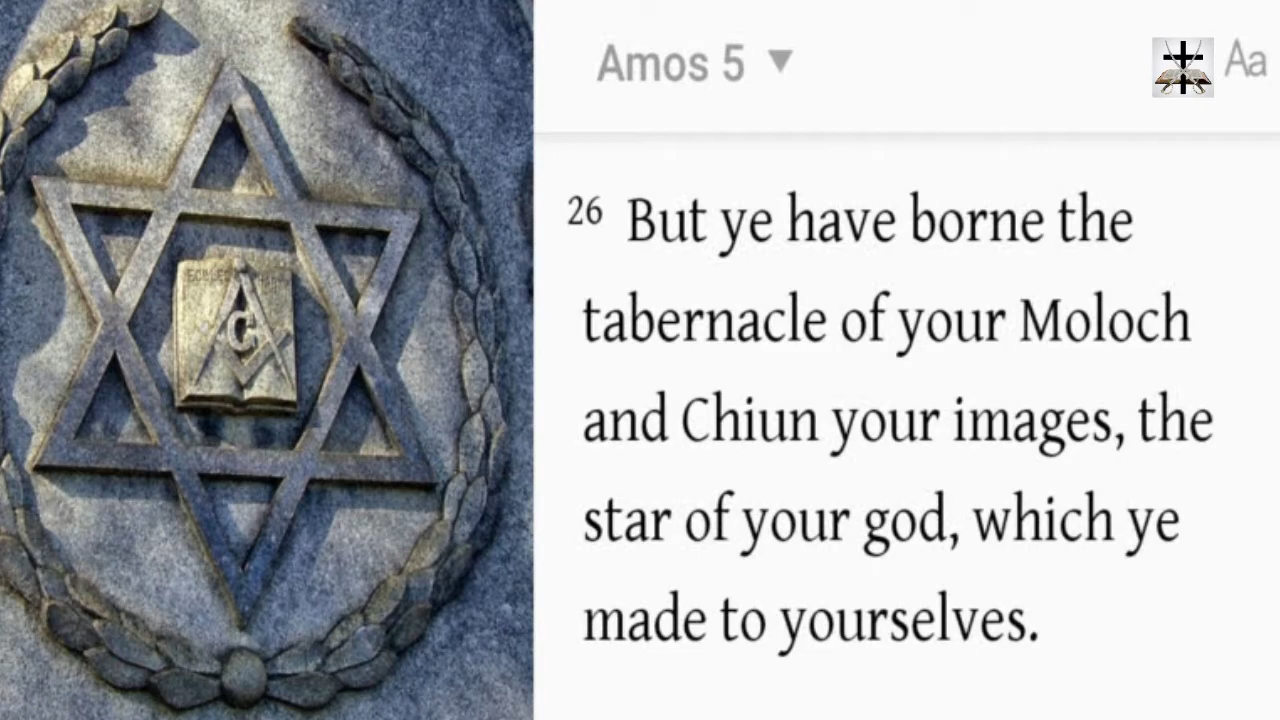 Amos 5 ▼
Aa
26 But ye have borne the
tabernacle of your Moloch
and Chiun your images, the
star of your god, which ye
made to yourselves.
G